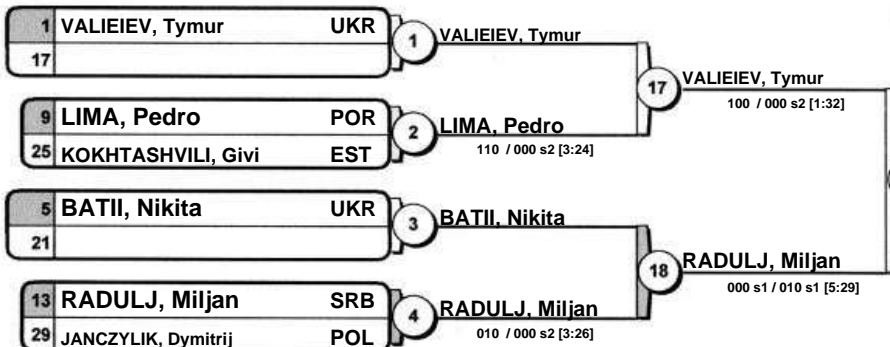 1 VALIEIEV, Tymur UKR
17
1
VALIEIEV, Tymur
9 LIMA, Pedro POR
25 KOKHTASHVILI, Givi EST
2
LIMA, Pedro
110 / 000 s2 [3:24]
17
VALIEIEV, Tymur
100 / 000 s2 [1:32]
5 BATII, Nikita UKR
21
3
BATII, Nikita
13 RADULJ, Miljan SRB
29 JANCZYLIK, Dymitrij POL
4
RADULJ, Miljan
010 / 000 s2 [3:26]
18
RADULJ, Miljan
000 s1 / 010 s1 [5:29]